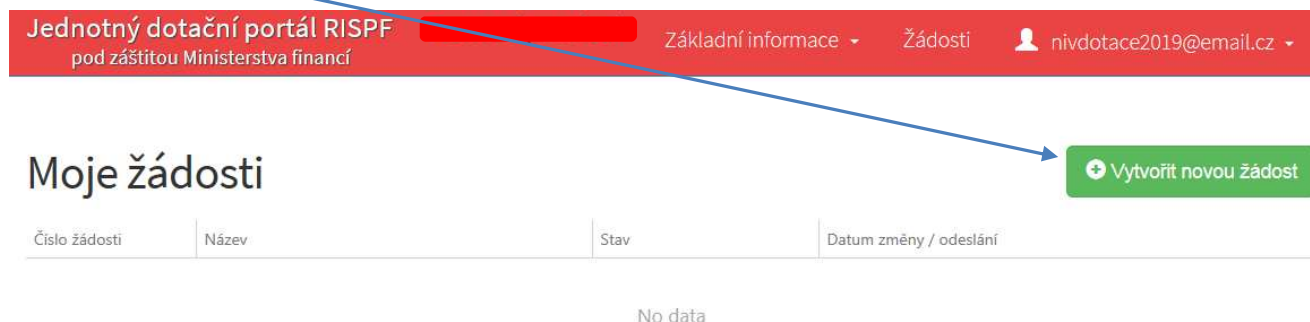 Jednotný dotační portál RISPF
pod záštitou Ministerstva financí
Základní informace
Žádosti
nivdotace2019@email.cz
Moje žádosti
Vytvořit novou žádost
Číslo žádosti
Název
Stav
Datum změny / odeslání
No data